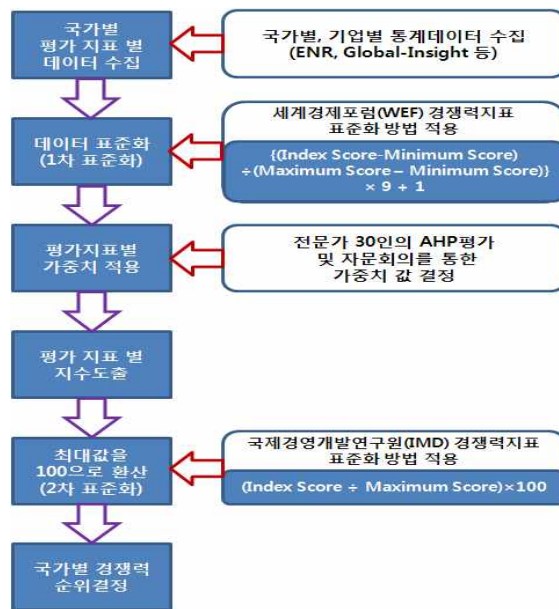 국가별
평가 지표 별
데이터 수집
국가별, 기업별 통계데이터 수집
(ENR, Global-Insight 등)
데이터 표준화
(1차 표준화)
세계경제포럼(WEF) 경쟁력지표
표준화 방법 적용
{(Index Score-Minimum Score)
÷(Maximum Score – Minimum Score)}
× 9 + 1
평가지표별
가중치 적용
전문가 30인의 AHP평가
및 자문회의를 통한
가중치 값 결정
평가 지표 별
지수도출
최대값을
100으로 환산
(2차 표준화)
국제경영개발연구원(IMD) 경쟁력지표
표준화 방법 적용
(Index Score ÷ Maximum Score)×100
국가별 경쟁력
순위결정